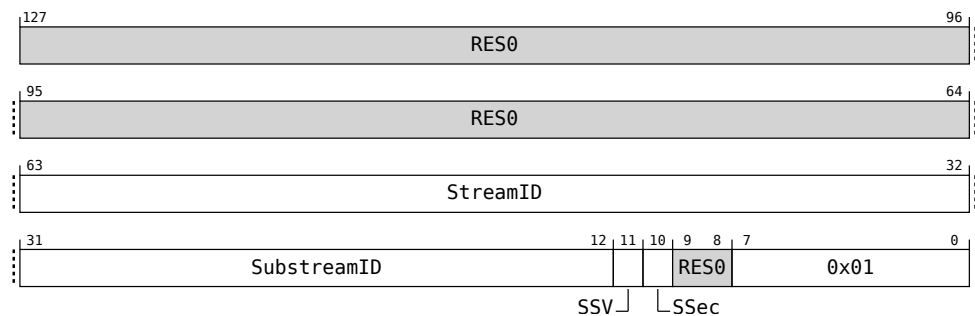 127 96
RES0
95 64
RES0
63 32
StreamID
31 12 11 10 9 8 7 0
SubstreamID RES0 0x01
SSV SSec